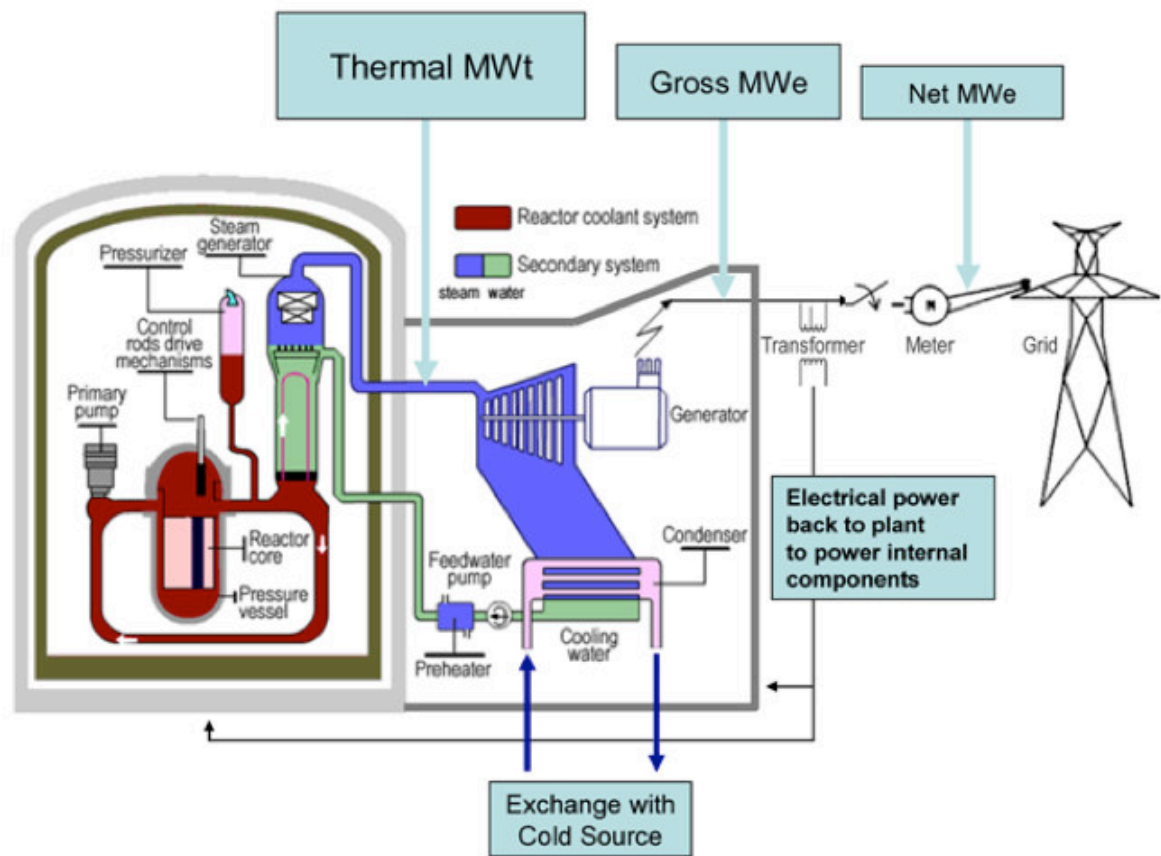 Thermal MWt
Gross MWe
Net MWe
Reactor coolant system
Secondary system
steam water
Steam
generator
Pressurizer
Control
rods drive
mechanisms
Primary
pump
Reactor
core
Pressure
vessel
Feedwater
pump
Preheater
Cooling
water
Condenser
Generator
Transformer
Meter
Grid
Electrical power
back to plant
to power internal
components
Exchange with
Cold Source